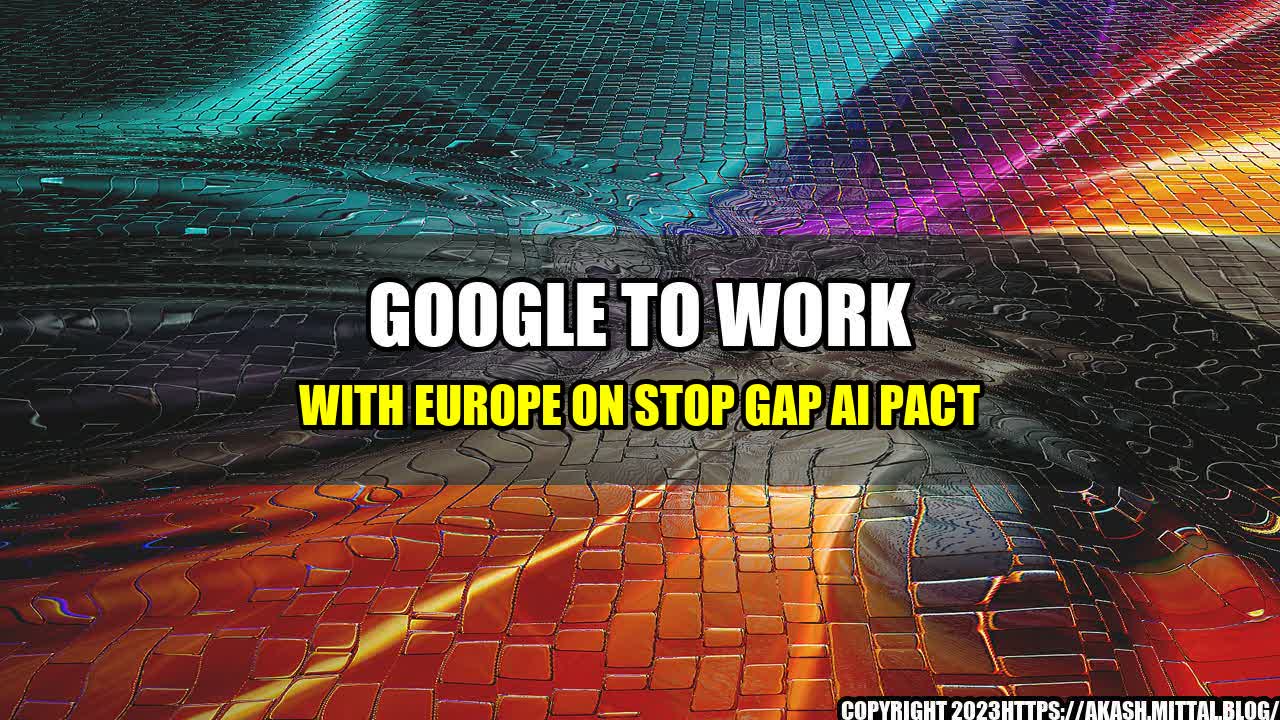 GOOGLE TO WORK
WITH EUROPE ON STOP GAP AI PACT
COPYRIGHT 2023HTTPS://AKASH.MITTAL.BLOG/